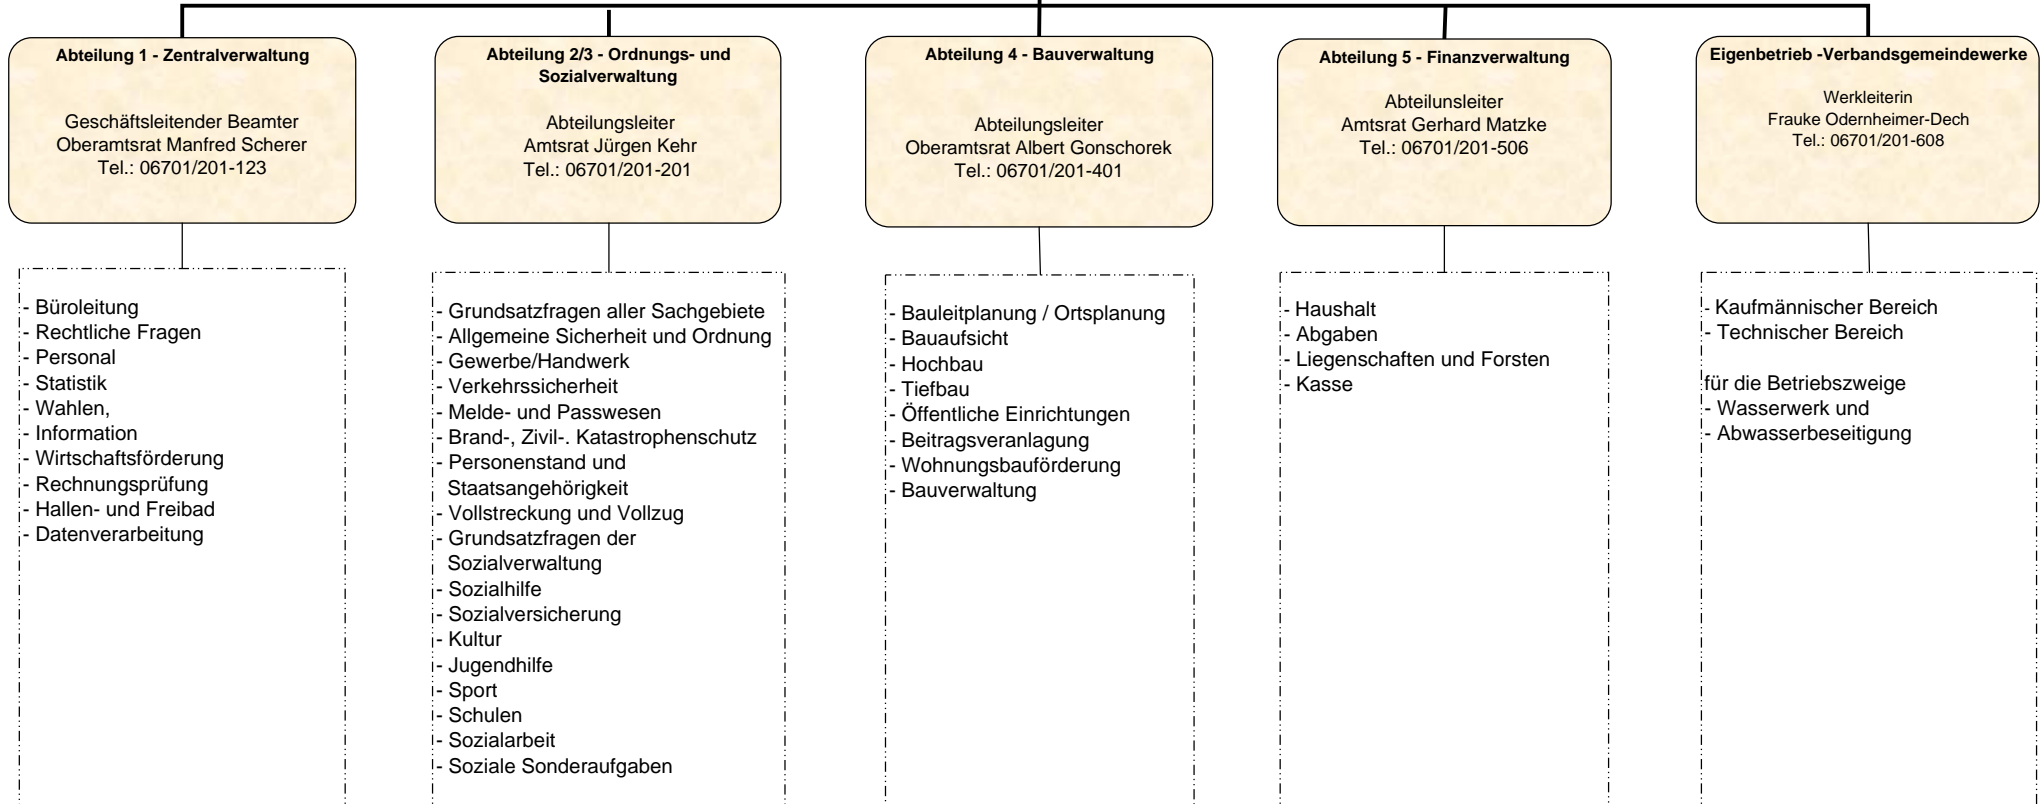 Abteilung 1 - Zentralverwaltung
Geschäftsleitender Beamter
Oberamtsrat Manfred Scherer
Tel.: 06701/201-123
Abteilung 2/3 - Ordnungs- und
Sozialverwaltung
Abteilungsleiter
Amtsrat Jürgen Kehr
Tel.: 06701/201-201
Abteilung 4 - Bauverwaltung
Abteilungsleiter
Oberamtsrat Albert Gonschorek
Tel.: 06701/201-401
Abteilung 5 - Finanzverwaltung
Abteilunsleiter
Amtsrat Gerhard Matzke
Tel.: 06701/201-506
Eigenbetrieb -Verbandsgemeindewerke
Werkleiterin
Frauke Odernheimer-Dech
Tel.: 06701/201-608
- Büroleitung
- Rechtliche Fragen
- Personal
- Statistik
- Wahlen,
- Information
- Wirtschaftsförderung
- Rechnungsprüfung
- Hallen- und Freibad
- Datenverarbeitung
- Grundsatzfragen aller Sachgebiete
- Allgemeine Sicherheit und Ordnung
- Gewerbe/Handwerk
- Verkehrssicherheit
- Melde- und Passwesen
- Brand-, Zivil-. Katastrophenschutz
- Personenstand und
Staatsangehörigkeit
- Vollstreckung und Vollzug
- Grundsatzfragen der
Sozialverwaltung
- Sozialhilfe
- Sozialversicherung
- Kultur
- Jugendhilfe
- Sport
- Schulen
- Sozialarbeit
- Soziale Sonderaufgaben
- Bauleitplanung / Ortsplanung
- Bauaufsicht
- Hochbau
- Tiefbau
- Öffentliche Einrichtungen
- Beitragsveranlagung
- Wohnungsbauförderung
- Bauverwaltung
- Haushalt
- Abgaben
- Liegenschaften und Forsten
- Kasse
- Kaufmännischer Bereich
- Technischer Bereich
für die Betriebszweige
- Wasserwerk und
- Abwasserbeseitigung